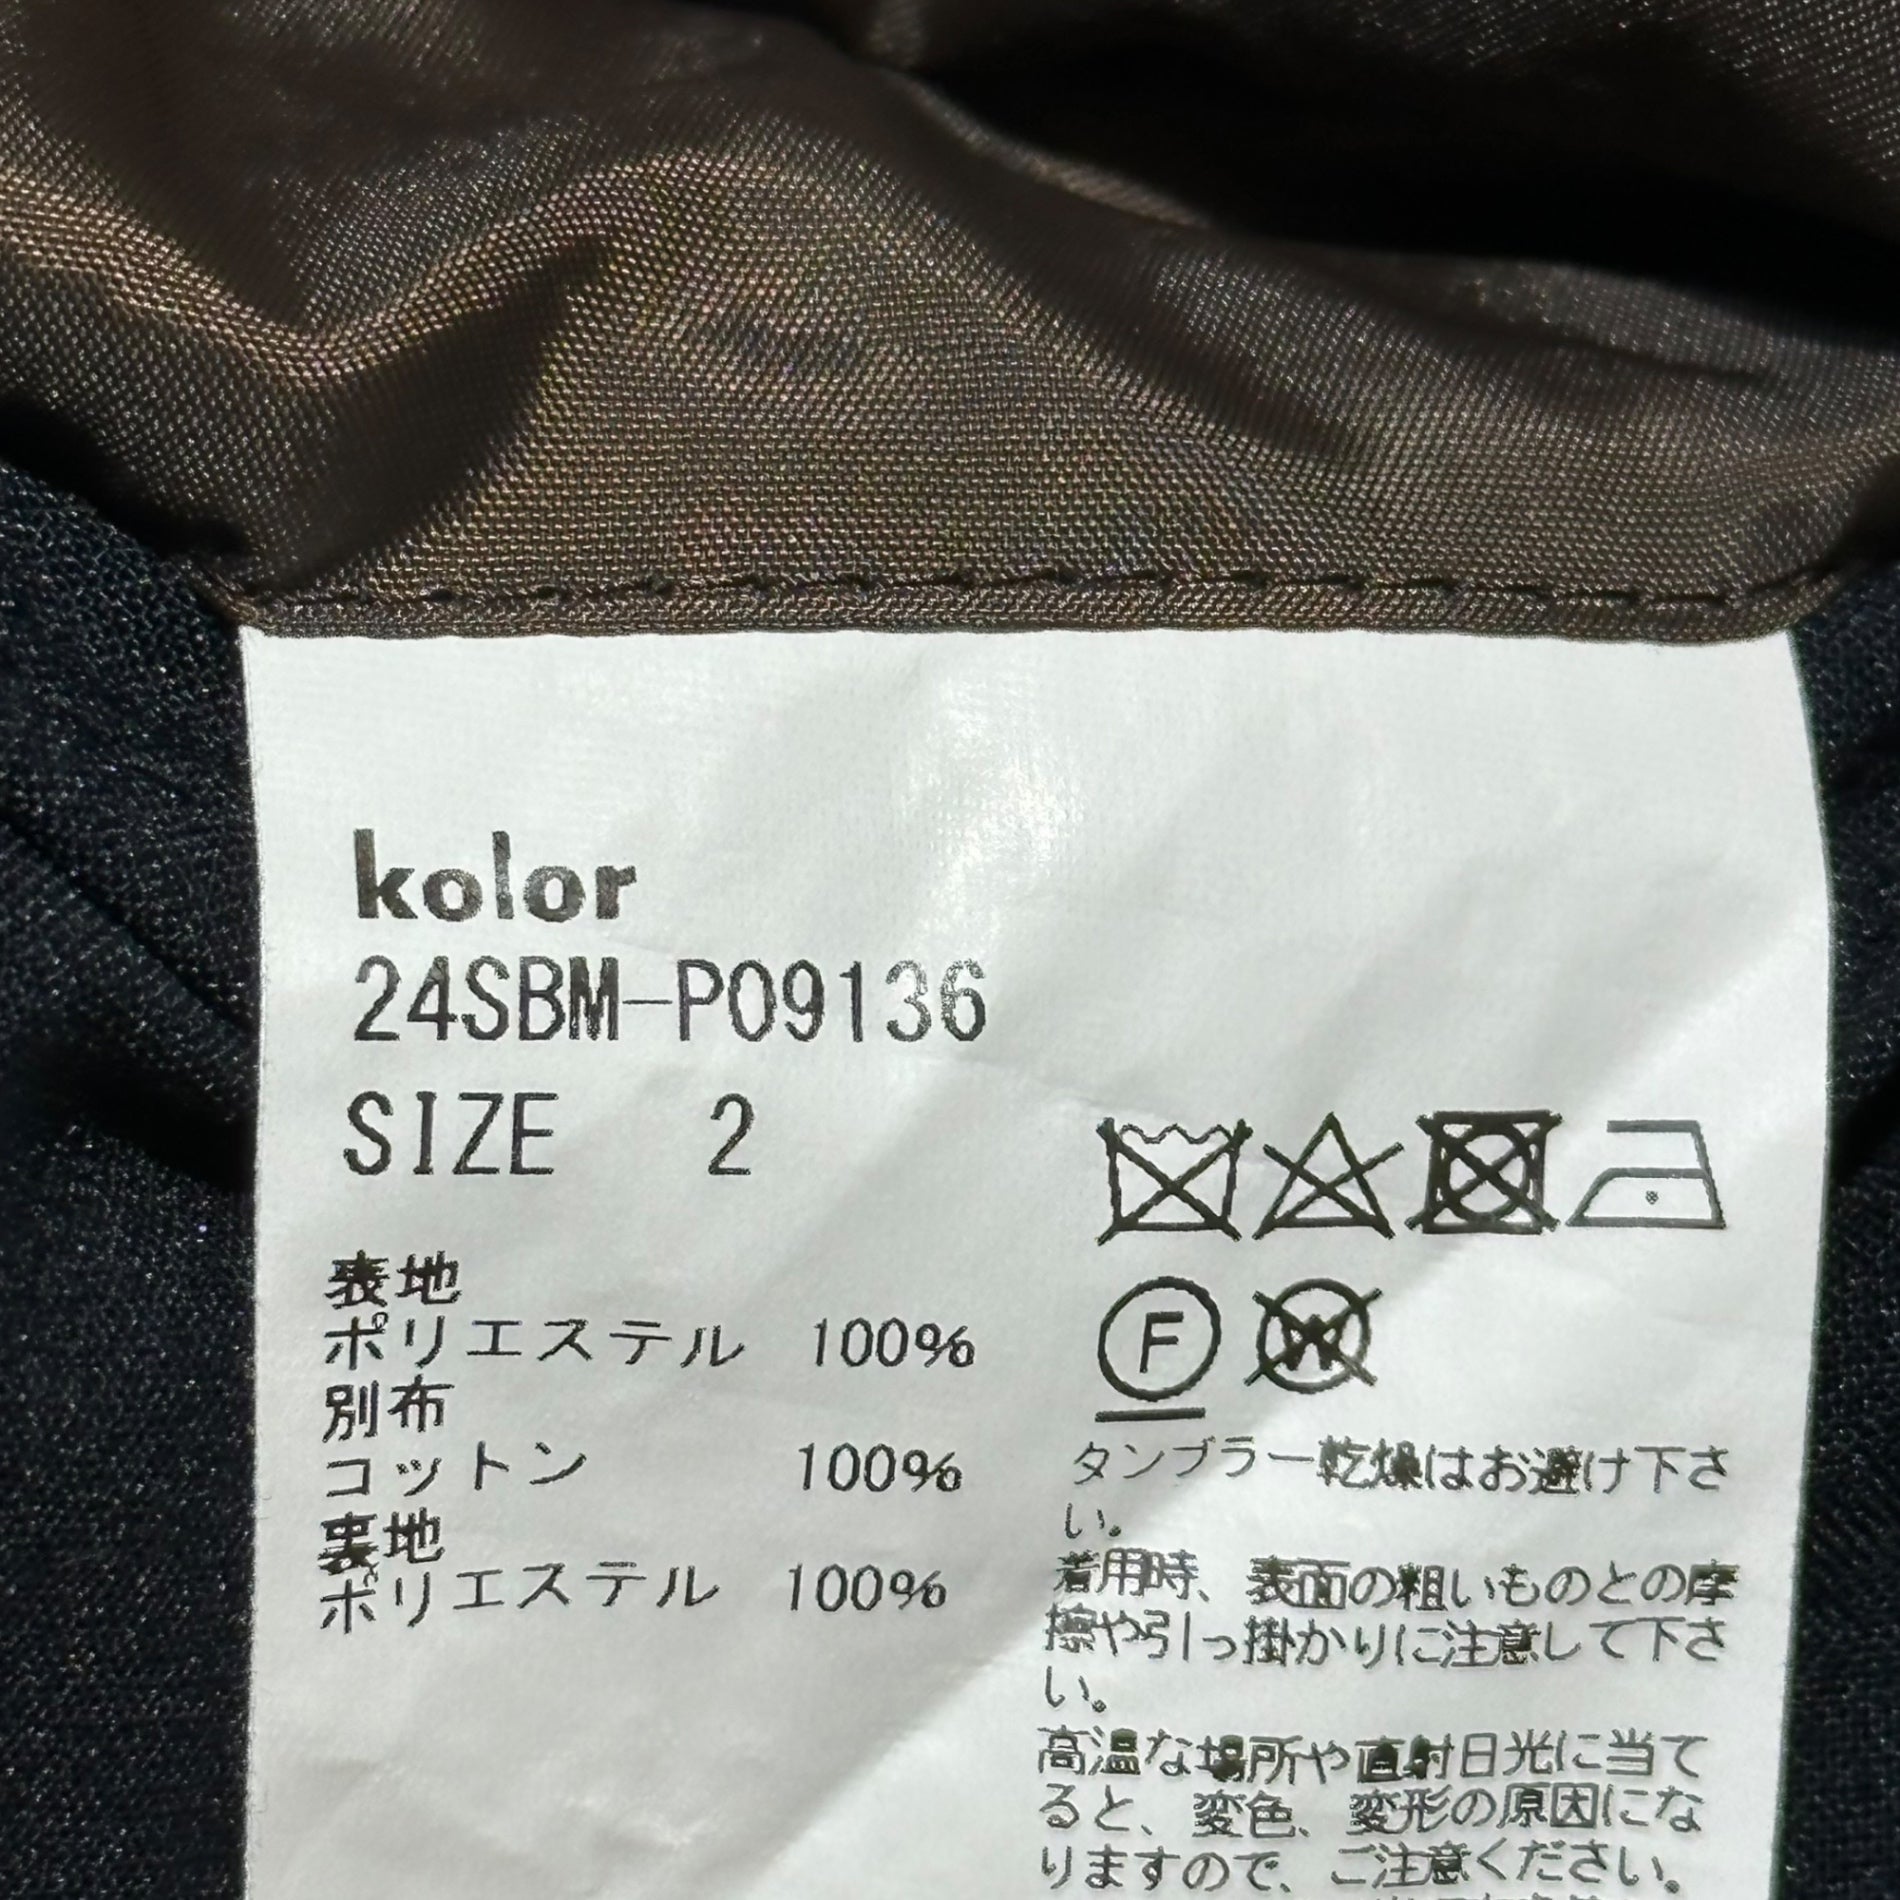 kolor
24SBM-P09136
SIZE 2
表地
ポリエステル 100%
別布
コットン 100%
裏地
ポリエステル 100%
F
W
タンブラー乾燥はお避け下さ
い。
着用時、表面の粗いものとの摩
擦や引っ掛かりに注意して下さ
い。
高温な場所や直射日光に当て
ると、変色、変形の原因にな
りますので、ご注意ください。